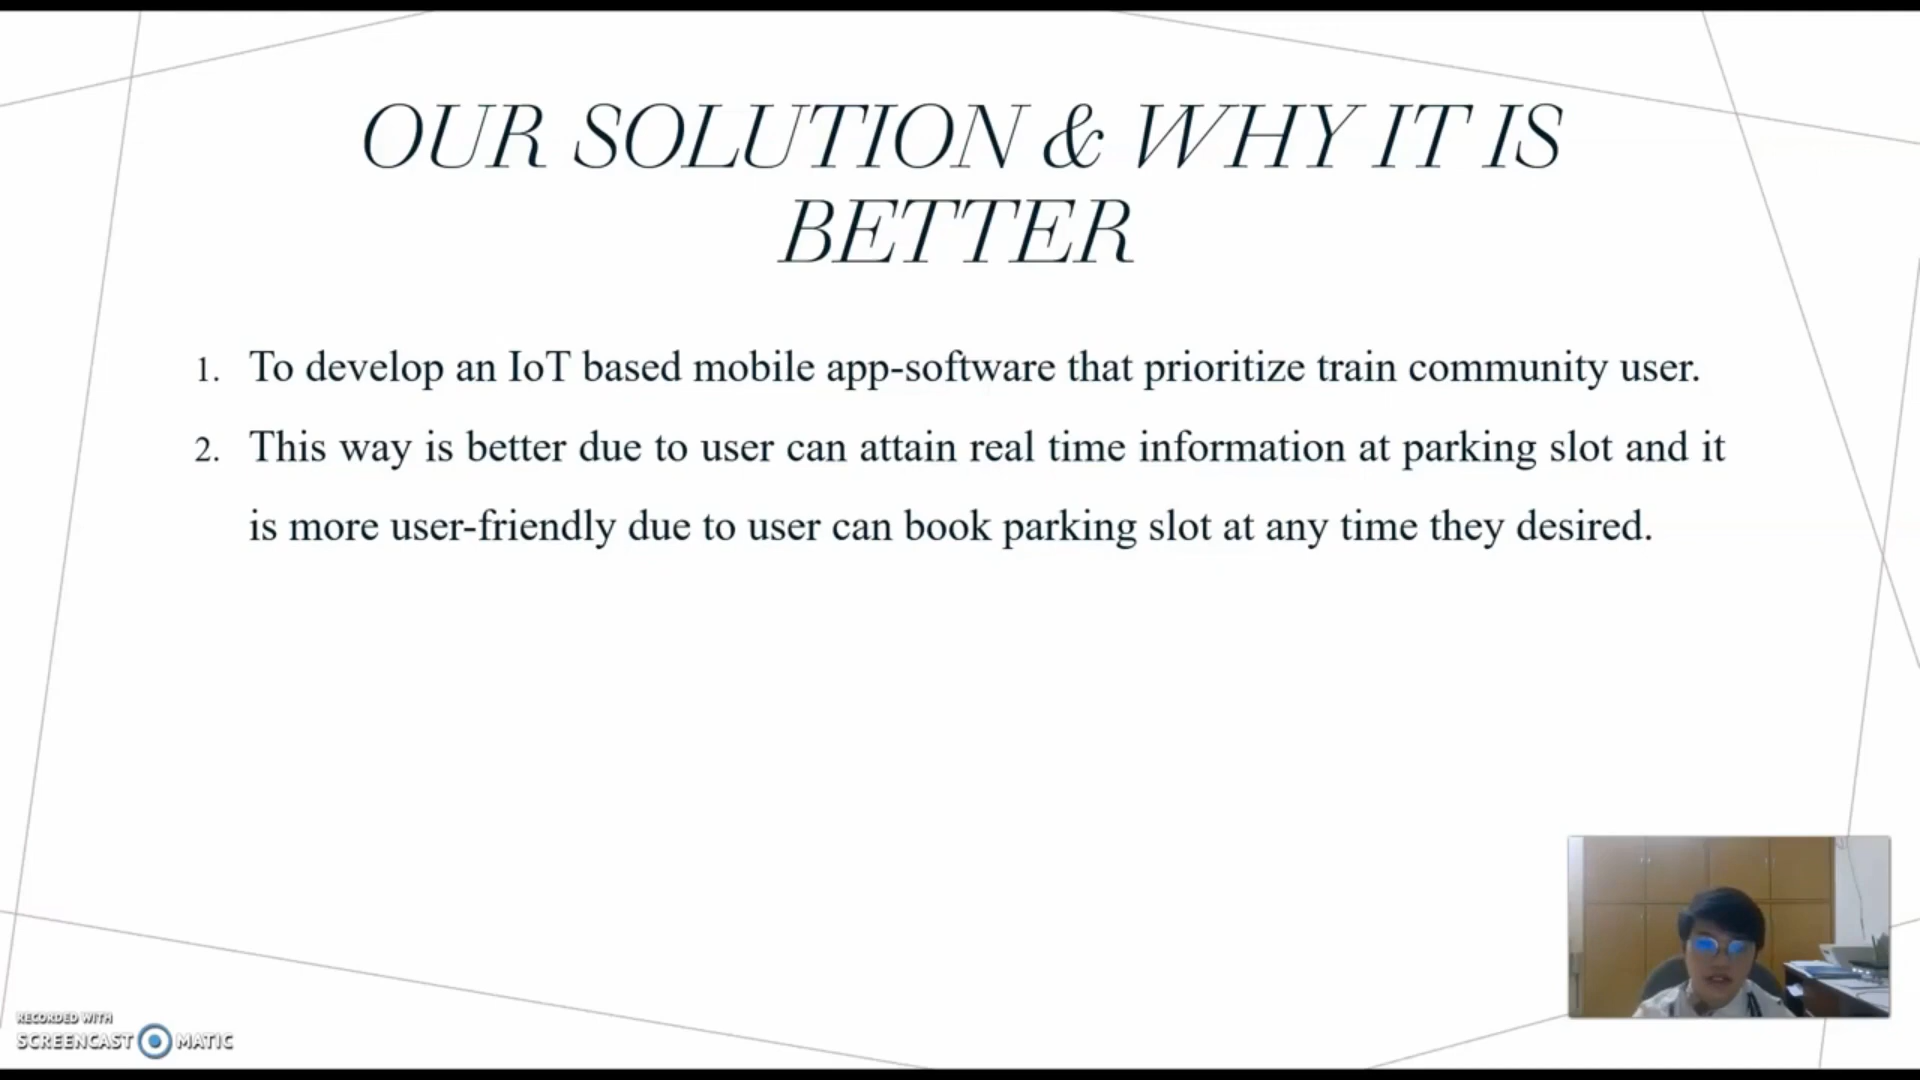 OUR SOLUTION & WHY IT IS
BETTER
1. To develop an IoT based mobile app-software that prioritize train community user.
2. This way is better due to user can attain real time information at parking slot and it
is more user-friendly due to user can book parking slot at any time they desired.
RECORDED WITH
SCREENCAST MATIC